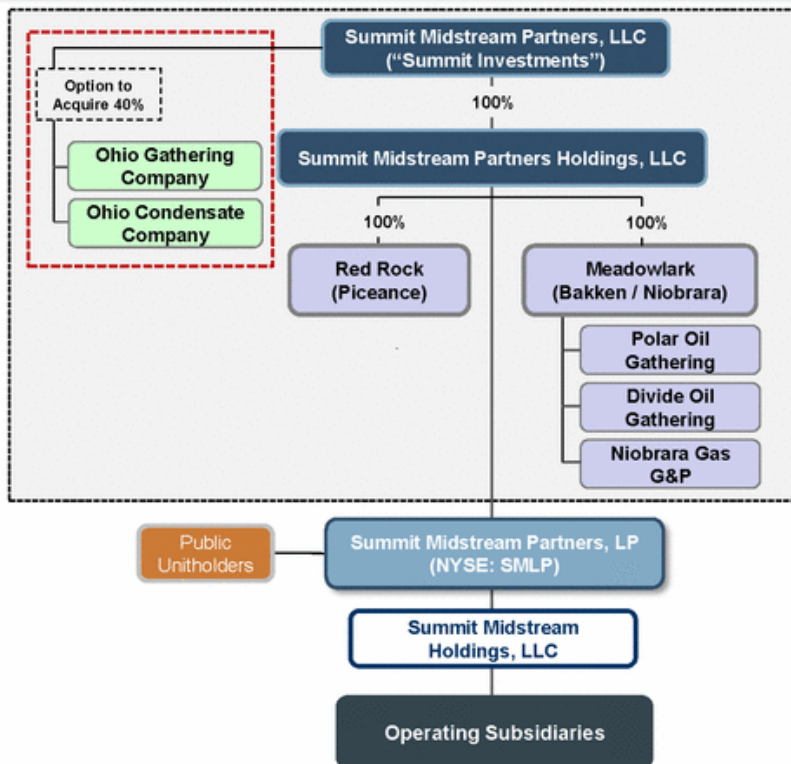 Summit Midstream Partners, LLC
(“Summit Investments”)
Option to
Acquire 40%
100%
Ohio Gathering
Company
Summit Midstream Partners Holdings, LLC
Ohio Condensate
Company
100%
100%
Red Rock
(Piceance)
Meadowlark
(Bakken / Niobrara)
Polar Oil
Gathering
Divide Oil
Gathering
Niobrara Gas
G&P
Public
Unitholders
Summit Midstream Partners, LP
(NYSE: SMLP)
Summit Midstream
Holdings, LLC
Operating Subsidiaries